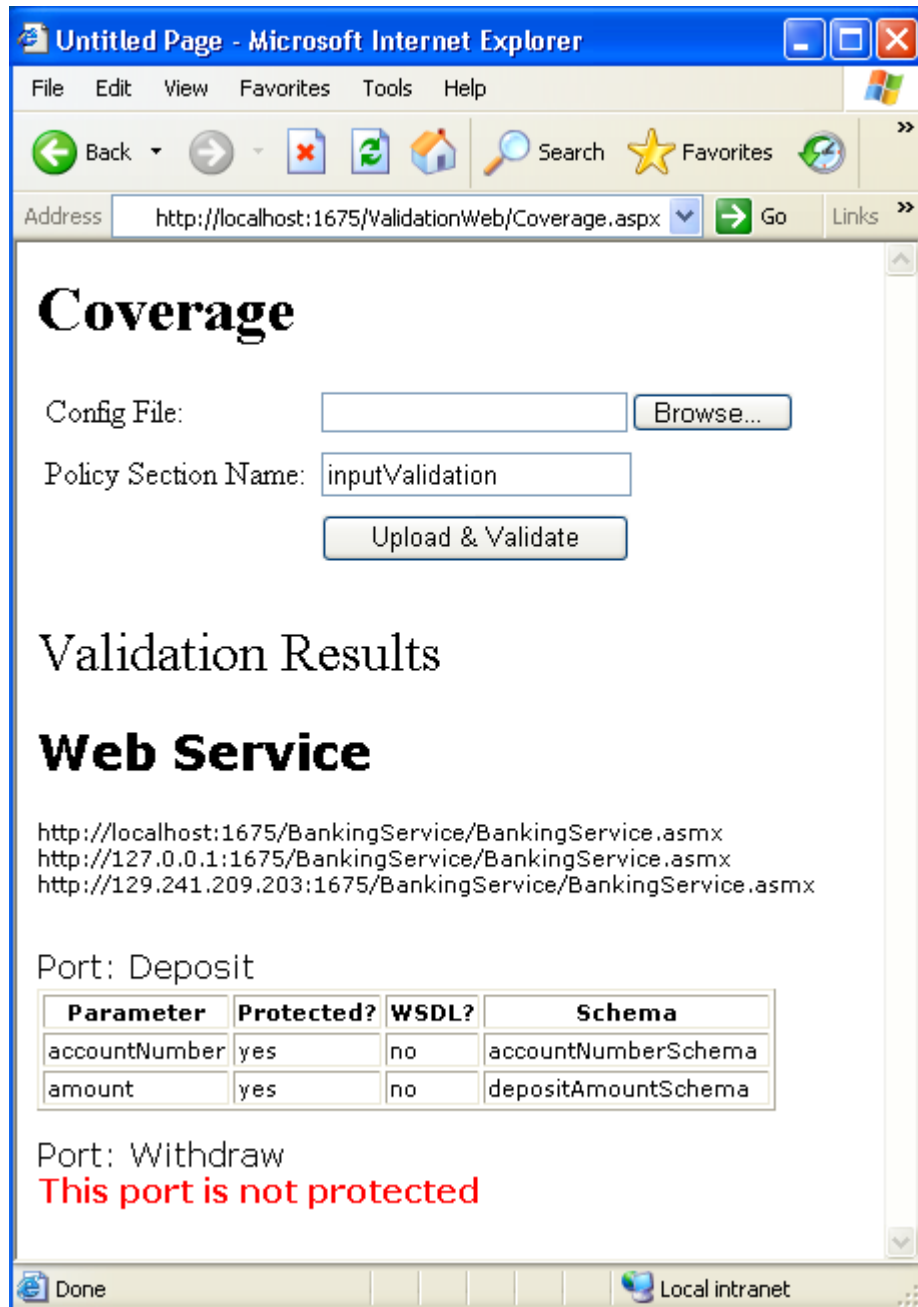 Untitled Page - Microsoft Internet Explorer
File Edit View Favorites Tools Help
Back Search Favorites »
Address http://localhost:1675/ValidationWeb/Coverage.aspx Go Links »
Coverage
Config File: Browse...
Policy Section Name: inputValidation
Upload & Validate
Validation Results
Web Service
http://localhost:1675/BankingService/BankingService.asmx
http://127.0.0.1:1675/BankingService/BankingService.asmx
http://129.241.209.203:1675/BankingService/BankingService.asmx
Port: Deposit
Parameter Protected? WSDL? Schema
accountNumber yes no accountNumberSchema
amount yes no depositAmountSchema
Port: Withdraw
This port is not protected
Done Local intranet